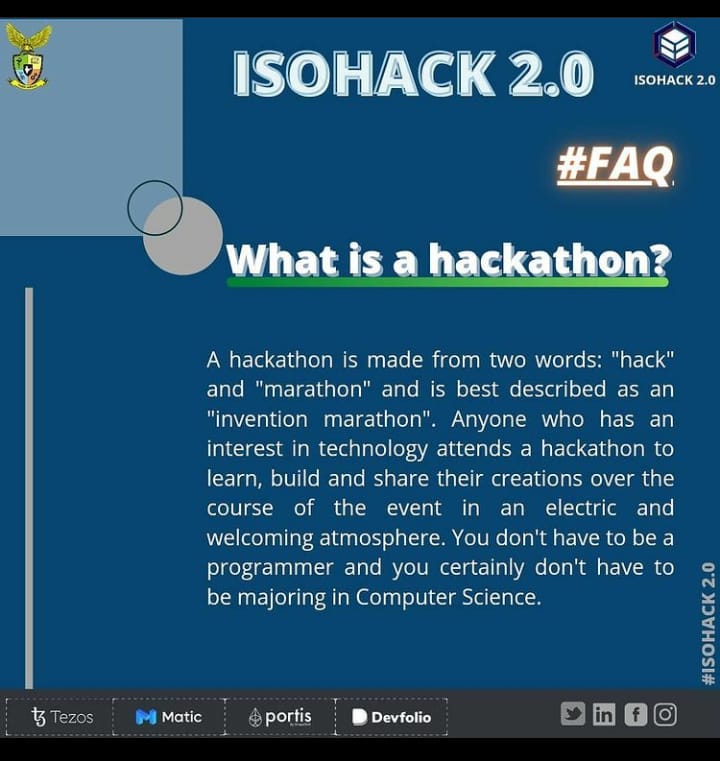 ISOHACK 2.0
ISOHACK 2.0
#FAQ
What is a hackathon?
A hackathon is made from two words: "hack"
and "marathon" and is best described as an
"invention marathon". Anyone who has an
interest in technology attends a hackathon to
learn, build and share their creations over the
course of the event in an electric and
welcoming atmosphere. You don't have to be a
programmer and you certainly don't have to
be majoring in Computer Science.
#ISOHACK 2.0
Tezos
Matic
portis
Devfolio
in
f